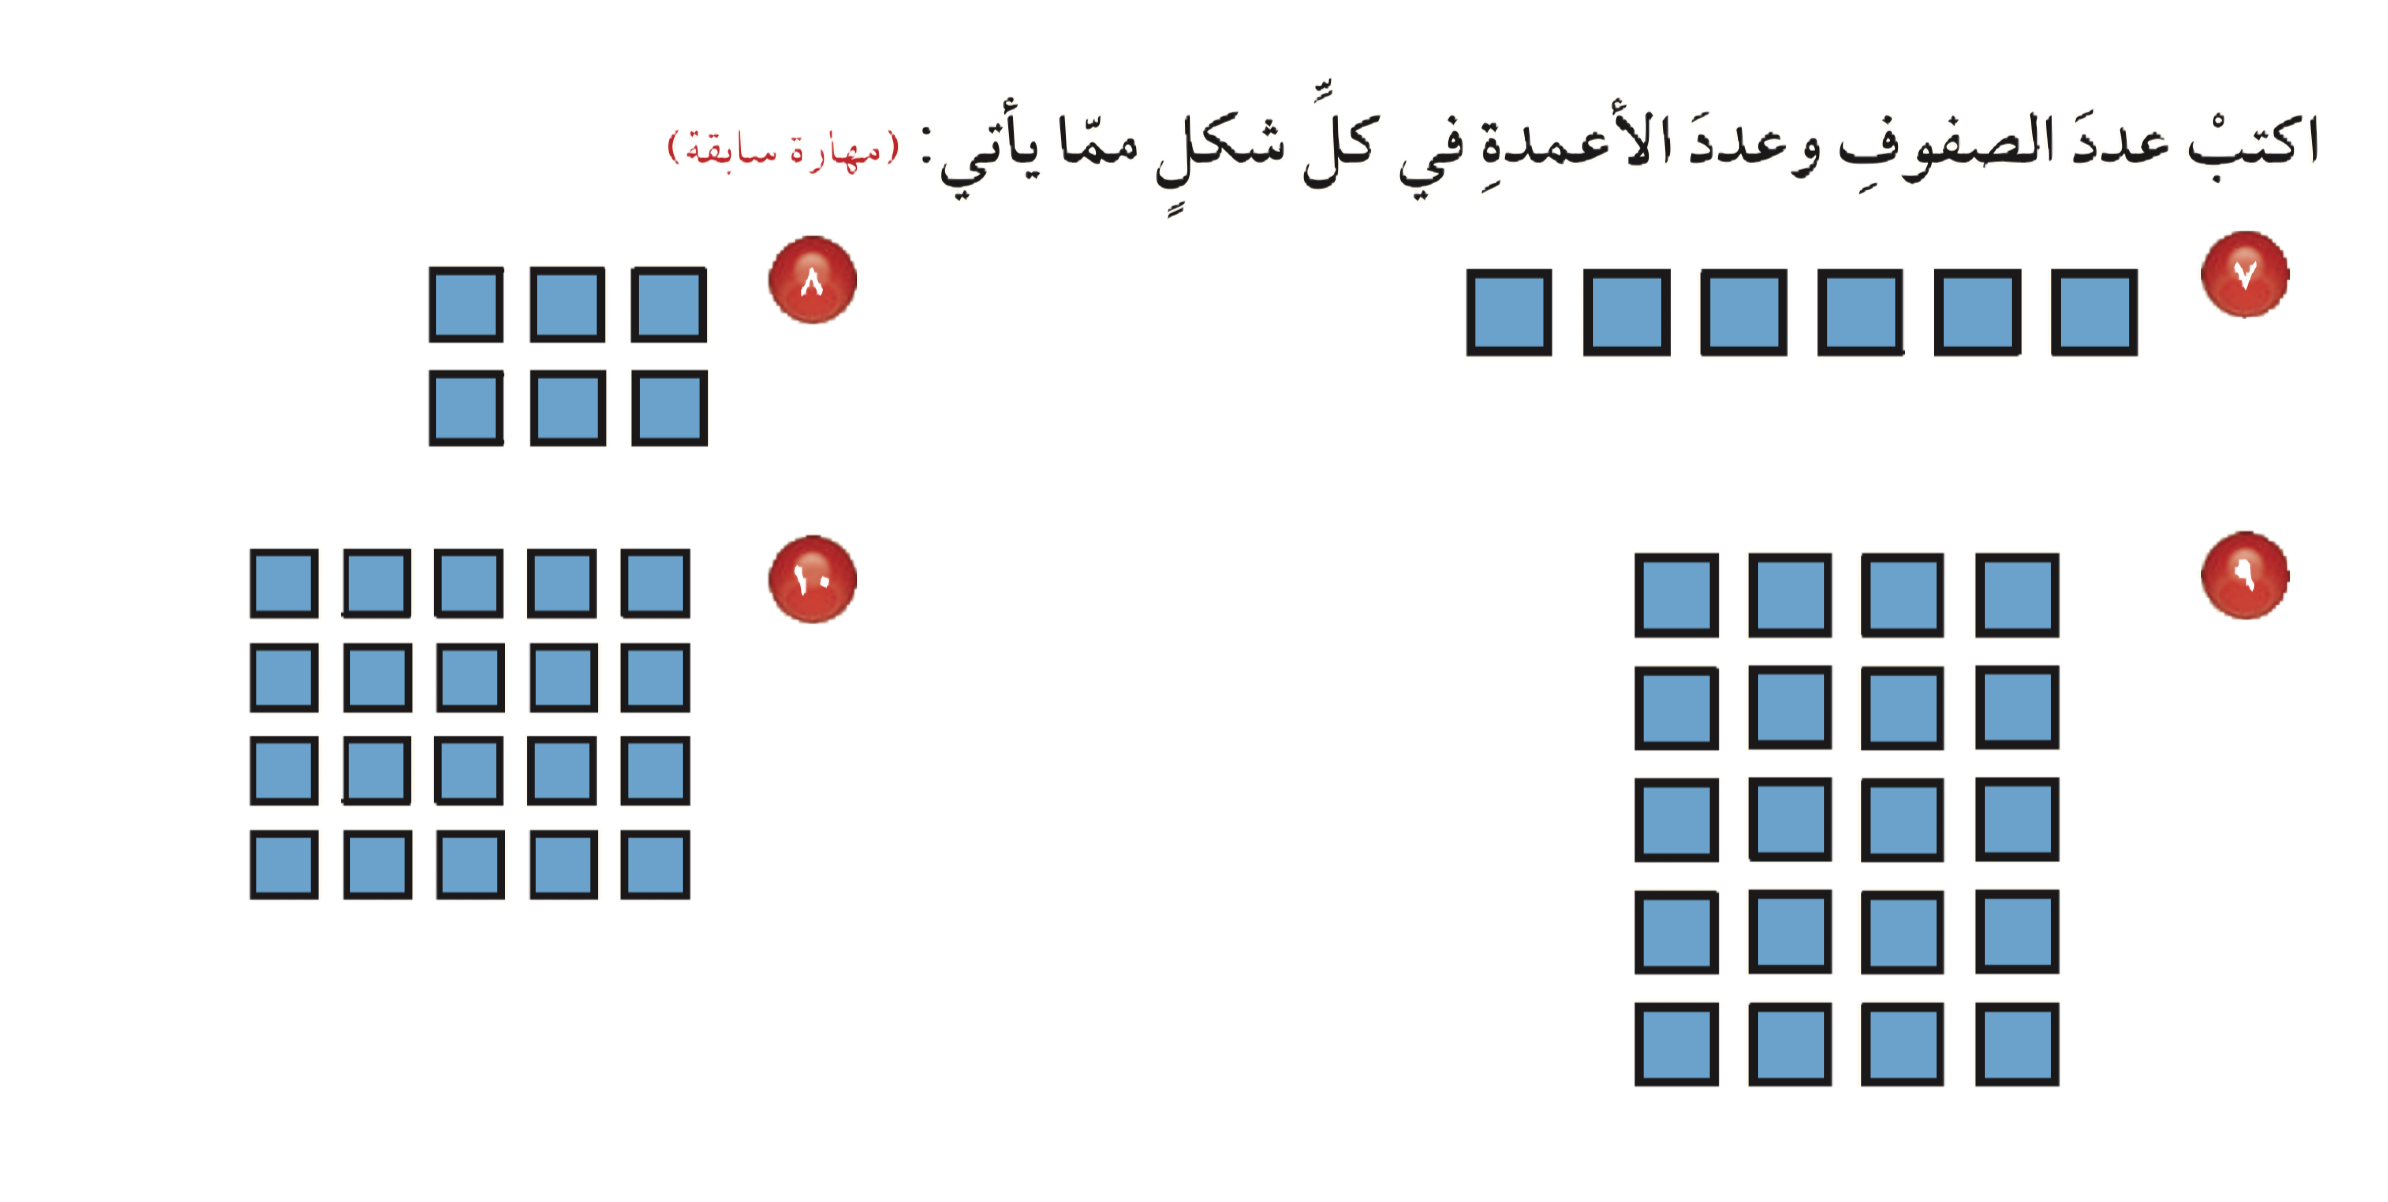 اكتبْ عددَ الصفوفِ وعددَ الأعمدةِ في كلِّ شكلٍ ممّا يأتي: (مهارة سابقة)
٧
٨
٩
١٠